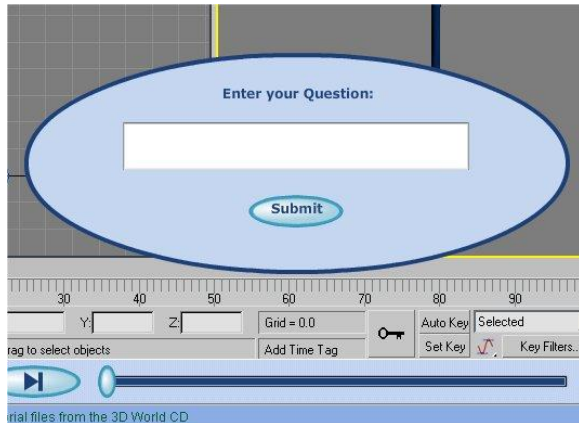 Enter your Question:
Submit
30 40 50 60 70 80 90
Y: Z: Grid = 0.0 Auto Key Selected
rag to select objects Add Time Tag Set Key Key Filters..
rial files from the 3D World CD